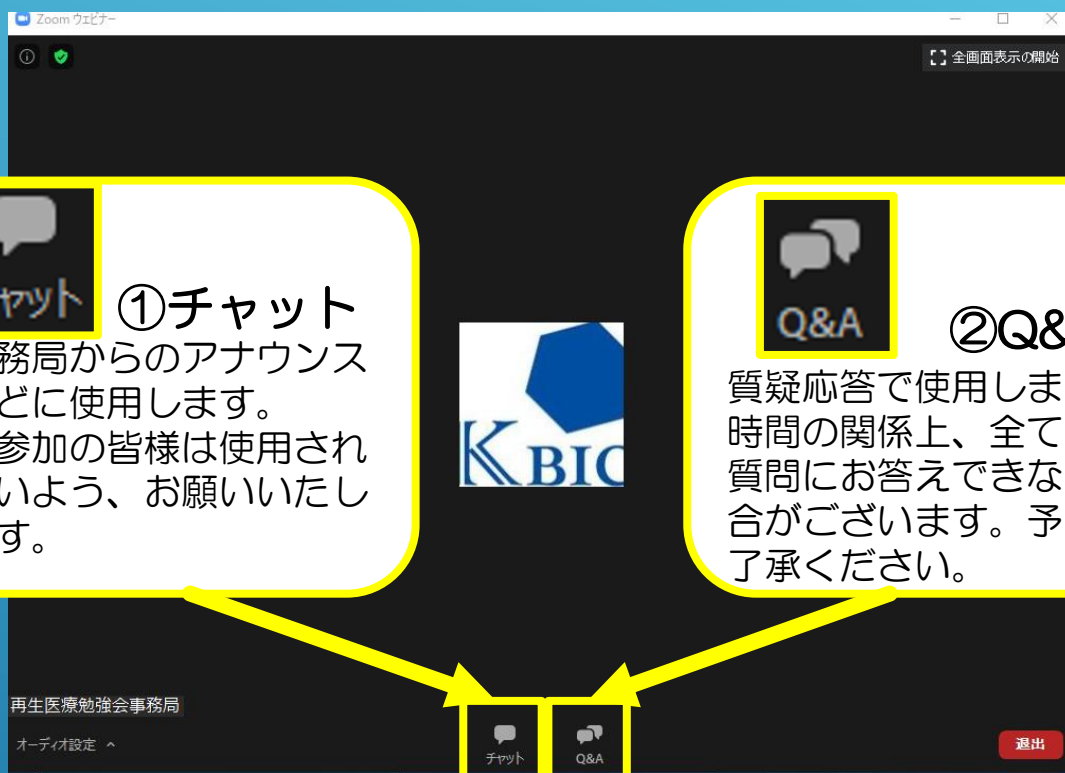 Zoom ウェビナー
全画面表示の開始
ャット
①チャット
務局からのアナウンス
どに使用します。
参加の皆様は使用され
いよう、お願いいたし
す。
KBIC
Q&A
②Q&
質疑応答で使用しま
時間の関係上、全て
質問にお答えできな
合がございます。予
了承ください。
再生医療勉強会事務局
オーディオ設定
チャット
Q&A
退出